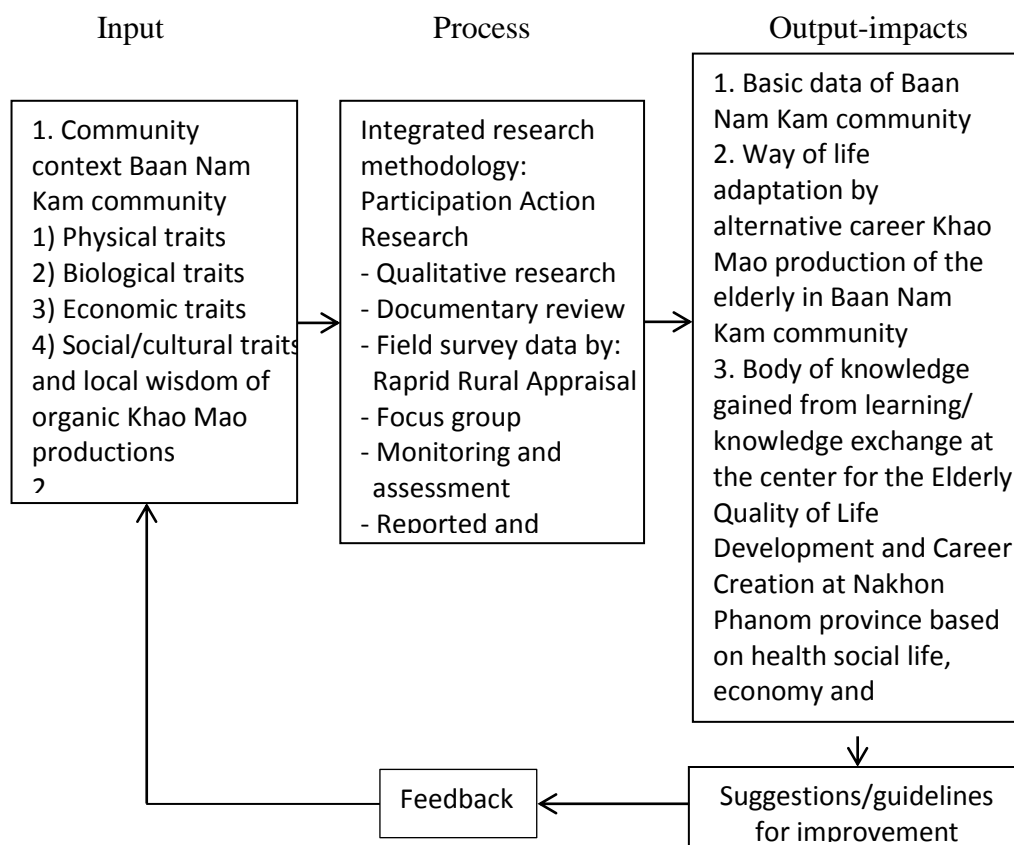 Input
Process
Output-impacts
1. Community
context Baan Nam
Kam community
1) Physical traits
2) Biological traits
3) Economic traits
4) Social/cultural traits
and local wisdom of
organic Khao Mao
productions
2
Integrated research
methodology:
Participation Action
Research
- Qualitative research
- Documentary review
- Field survey data by:
Raprid Rural Appraisal
- Focus group
- Monitoring and
assessment
- Reported and
1. Basic data of Baan
Nam Kam community
2. Way of life
adaptation by
alternative career Khao
Mao production of the
elderly in Baan Nam
Kam community
3. Body of knowledge
gained from learning/
knowledge exchange at
the center for the Elderly
Quality of Life
Development and Career
Creation at Nakhon
Phanom province based
on health social life,
economy and
Suggestions/guidelines
for improvement
Feedback